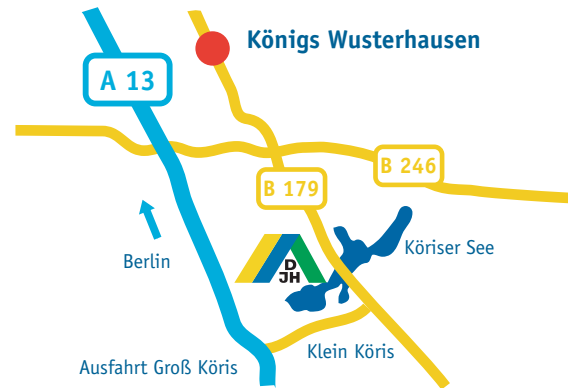 Königs Wusterhausen
A 13
B 246
B 179
Köriser See
Berlin
D
JH
Klein Köris
Ausfahrt Groß Köris